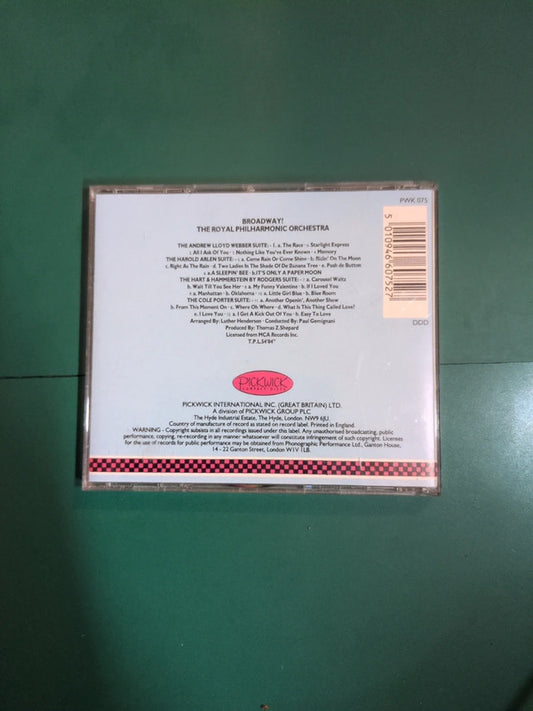 PWK 075
BROADWAY!
THE ROYAL PHILHARMONIC ORCHESTRA
THE ANDREW LLOYD WEBBER SUITE:- 1. a. The Race - b. Starlight Express
c. All I Ask Of You - Nothing Like You've Ever Known - Memory
THE HAROLD ARLEN SUITE: - a. Come Rain Or Come Shine - b. Ridin' On The Moon
c. Right As The Rain - d. Two Ladies In The Shade Of De Banana Tree - e. Push de Button
A SLEEPIN' BEE - IT'S ONLY A PAPER MOON
THE HART & HAMMERSTEIN BY RODGERS SUITE: - a. Carousel Waltz
b. Wait Till You See Her - My Funny Valentine - b. If I Loved You
a. Manhattan - b. Oklahoma - a. Little Girl Blue - b. Blue Room
THE COLE PORTER SUITE: - a. Another Openin', Another Show
b. From This Moment On - c. Where Oh Where - d. What Is This Thing Called Love?
e. I Love You - a. I Get A Kick Out Of You - b. Easy To Love
Arranged By: Luther Henderson - Conducted By: Paul Gemignani
Produced By: Thomas Z. Shepard
Licensed from MCA Records Inc.
T.P.L.54'84"
5 010946 607527
DDD
PICKWICK
COMPACT DISCS
PICKWICK INTERNATIONAL INC. (GREAT BRITAIN) LTD.
A division of PICKWICK GROUP PLC
The Hyde Industrial Estate, The Hyde, London. NW9 6JU.
Country of manufacture of record as stated on record label. Printed in England.
WARNING - Copyright subsists in all recordings issued under this label. Any unauthorised broadcasting, public
performance, copying, re-recording in any manner whatsoever will constitute infringement of such copyright. Licenses
for the use of records for public performance may be obtained from Phonographic Performance Ltd., Ganton House,
14 - 22 Ganton Street, London W1V 1LB.